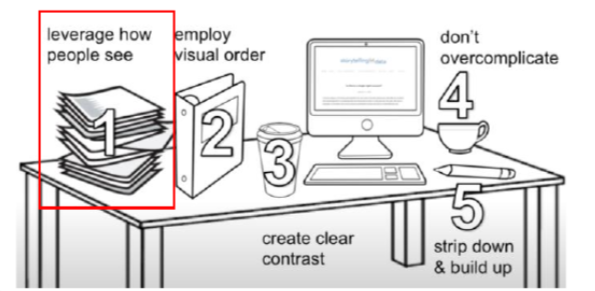 leverage how
people see
1
employ
visual order
2
3
create clear
contrast
don't
overcomplicate
4
5
strip down
& build up